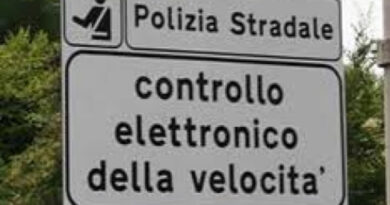 Polizia Stradale
controllo
elettronico
della velocita'